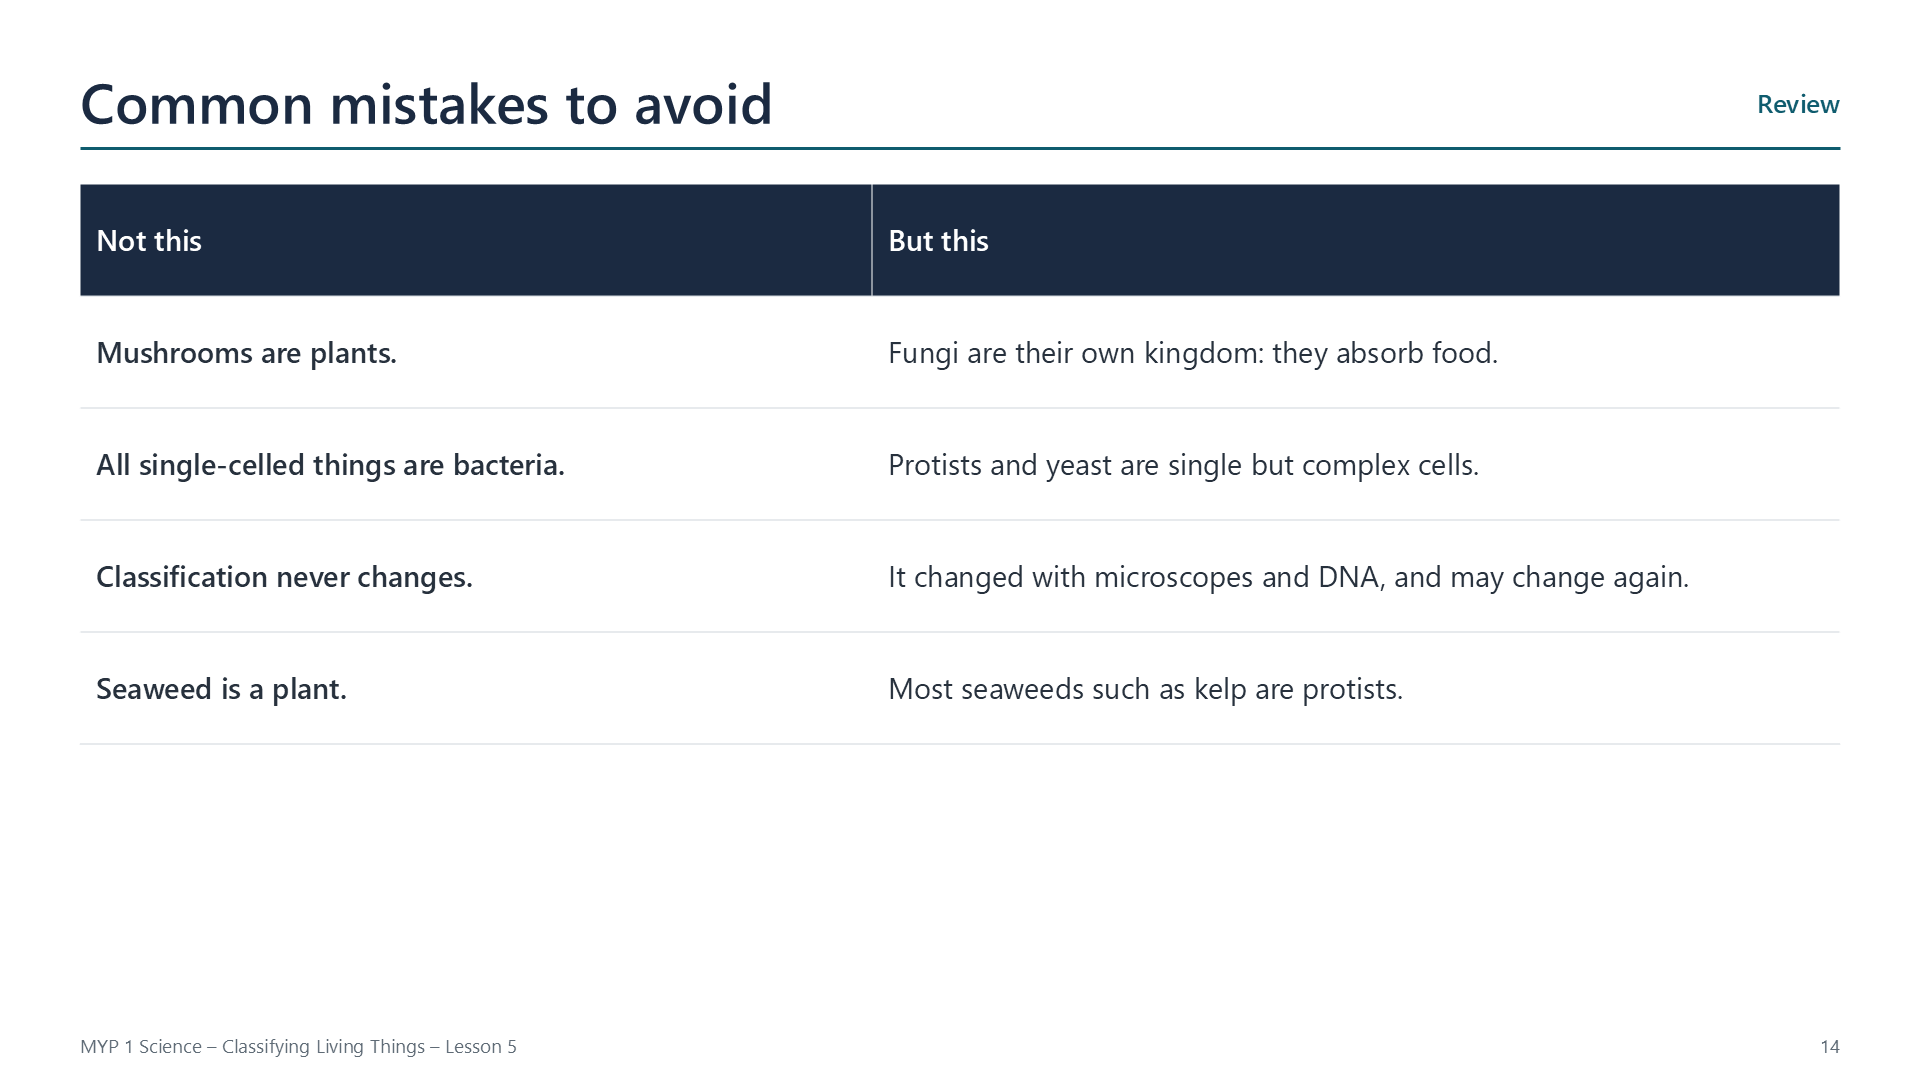 Common mistakes to avoid
Review
Not this
But this
Mushrooms are plants.
Fungi are their own kingdom: they absorb food.
All single-celled things are bacteria.
Protists and yeast are single but complex cells.
Classification never changes.
It changed with microscopes and DNA, and may change again.
Seaweed is a plant.
Most seaweeds such as kelp are protists.
MYP 1 Science – Classifying Living Things – Lesson 5
14